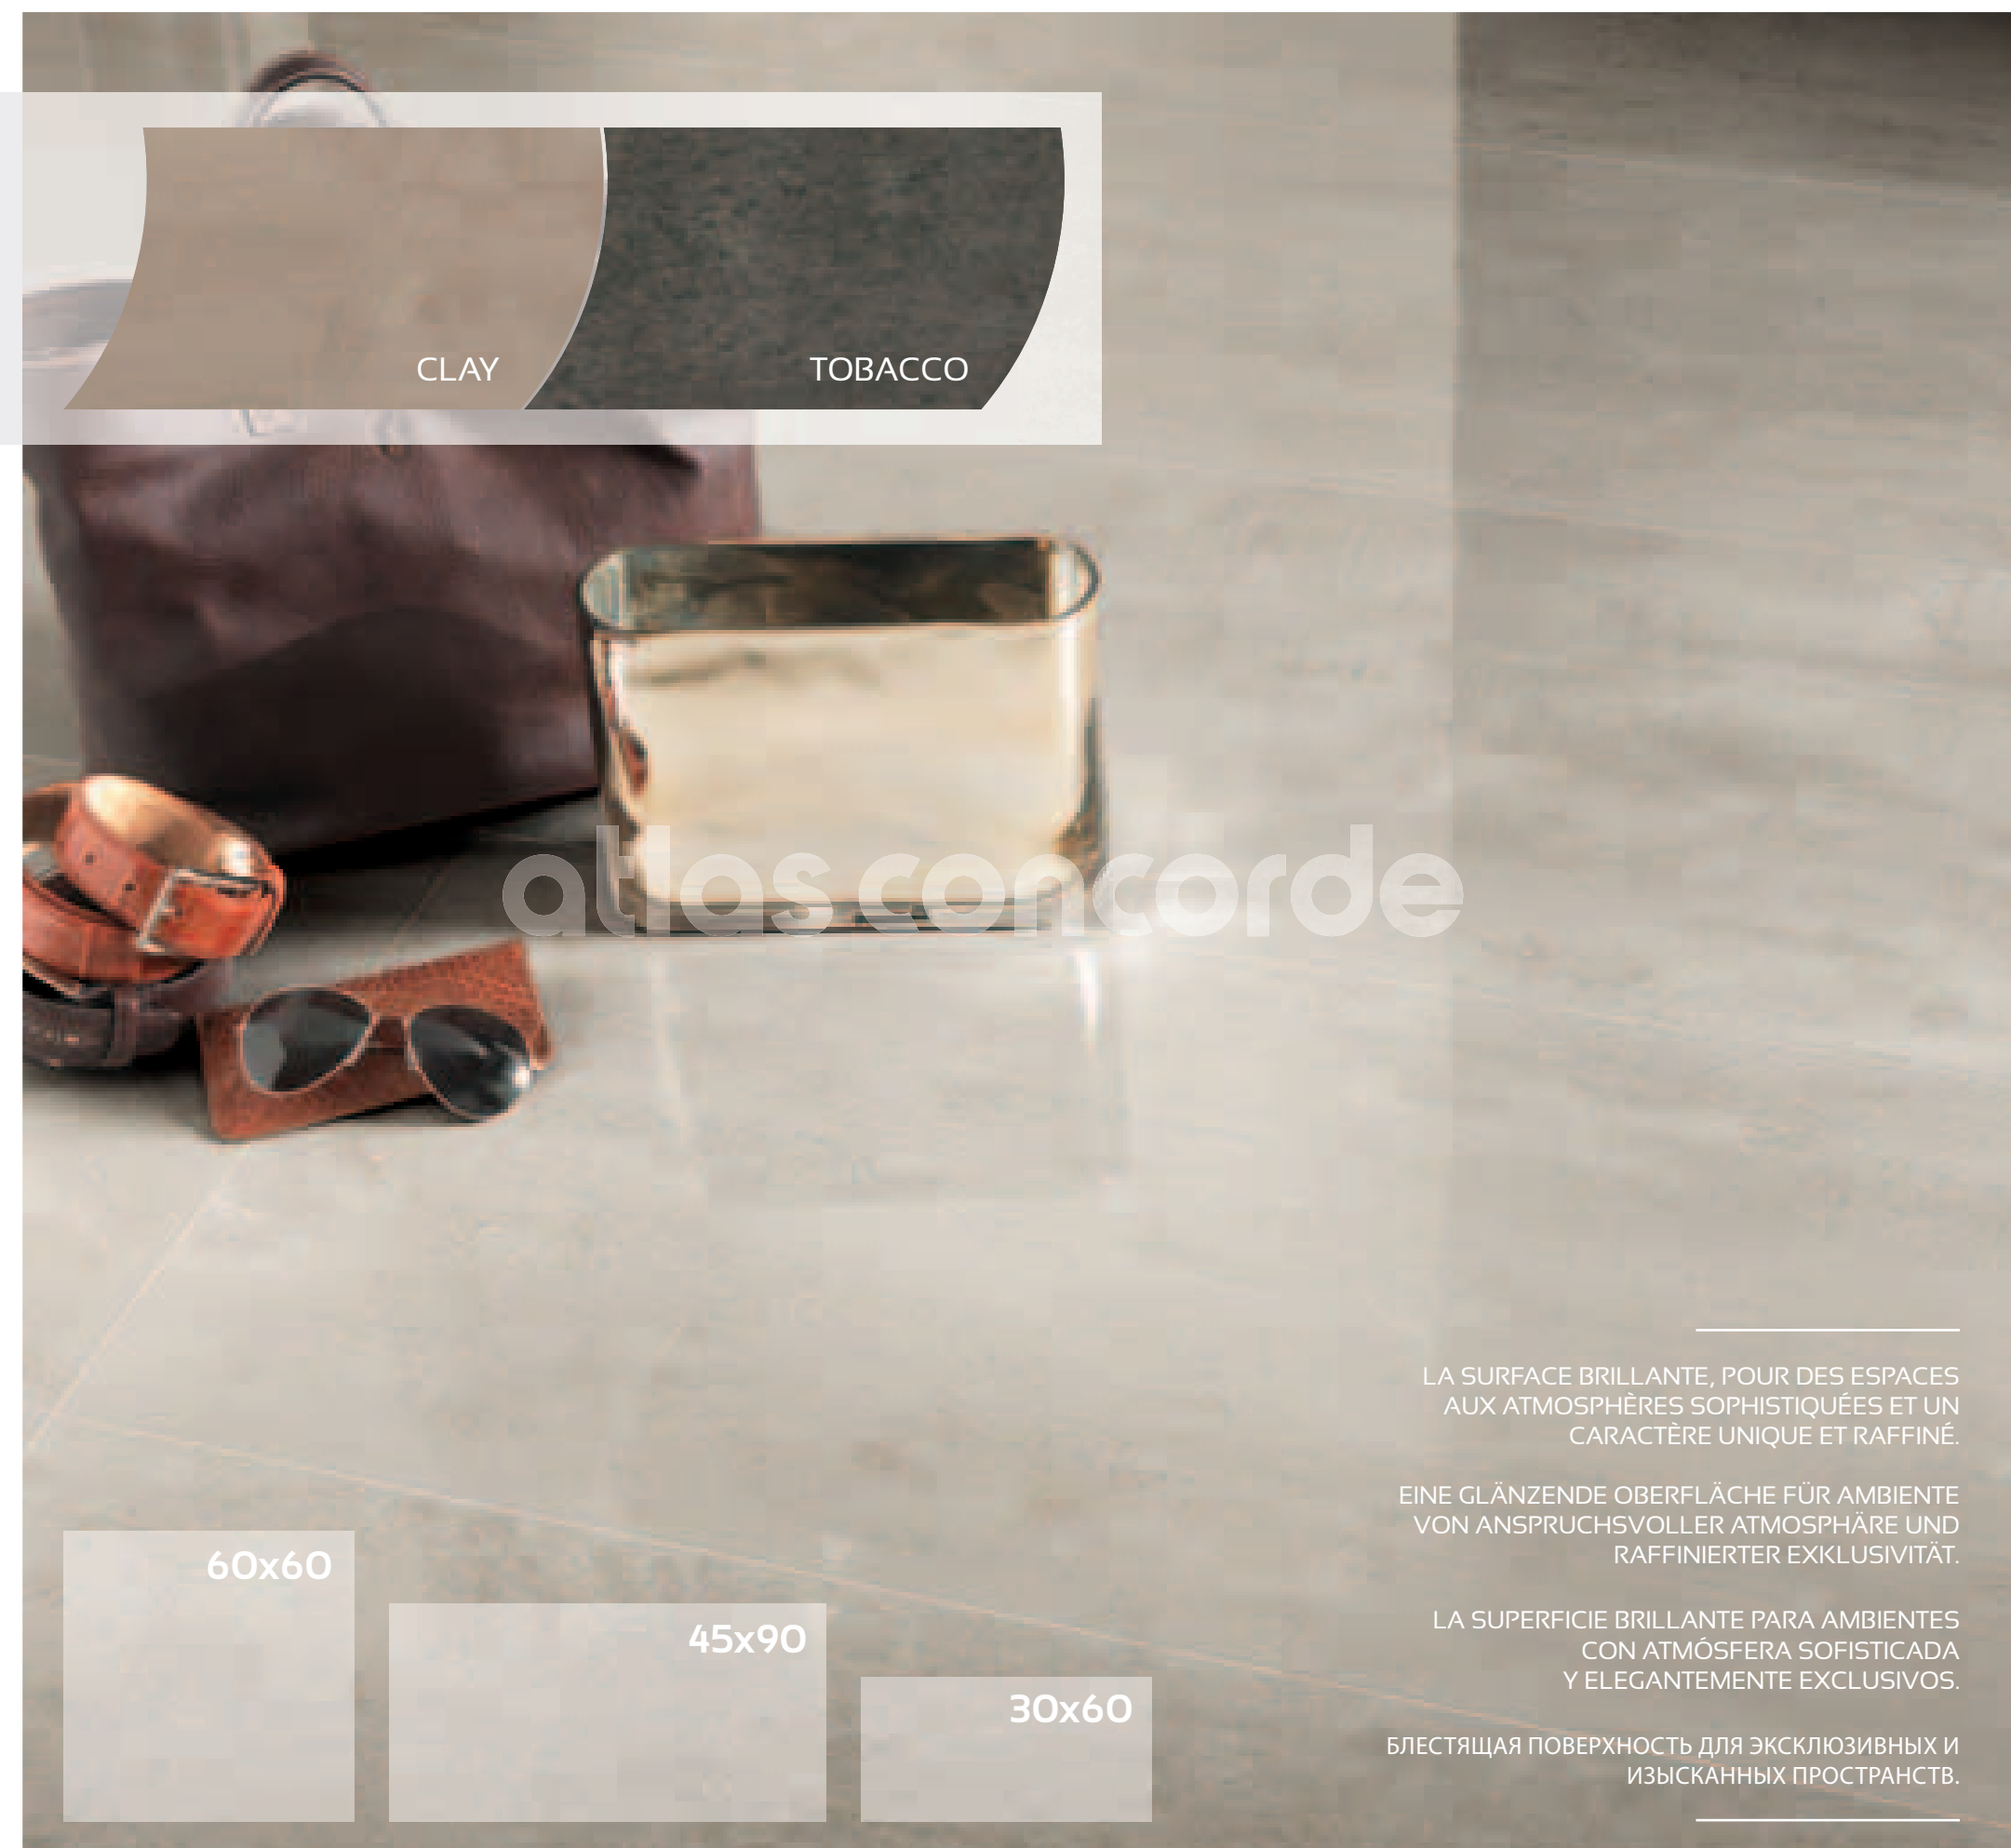 CLAY
TOBACCO
atlas concorde
LA SURFACE BRILLANTE, POUR DES ESPACES
AUX ATMOSPHÈRES SOPHISTIQUÉES ET UN
CARACTÈRE UNIQUE ET RAFFINÉ.
EINE GLÄNZENDE OBERFLÄCHE FÜR AMBIENTE
VON ANSPRUCHSVOLLER ATMOSPHÄRE UND
RAFFINIERTER EXKLUSIVITÄT.
LA SUPERFICIE BRILLANTE PARA AMBIENTES
CON ATMÓSFERA SOFISTICADA
Y ELEGANTEMENTE EXCLUSIVOS.
БЛЕСТЯЩАЯ ПОВЕРХНОСТЬ ДЛЯ ЭКСКЛЮЗИВНЫХ И
ИЗЫСКАННЫХ ПРОСТРАНСТВ.
60x60
45x90
30x60